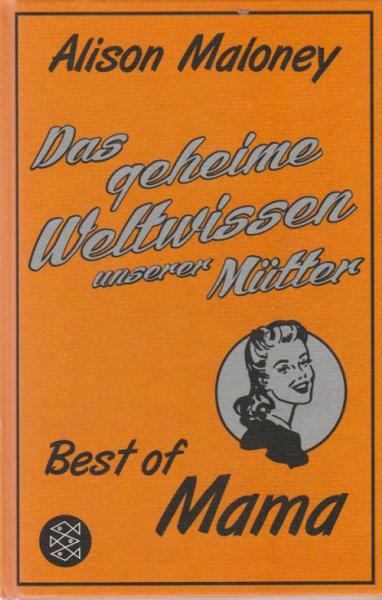 Alison Maloney
Das
geheime
Weltwissen
unserer Mütter
Best of
Mama